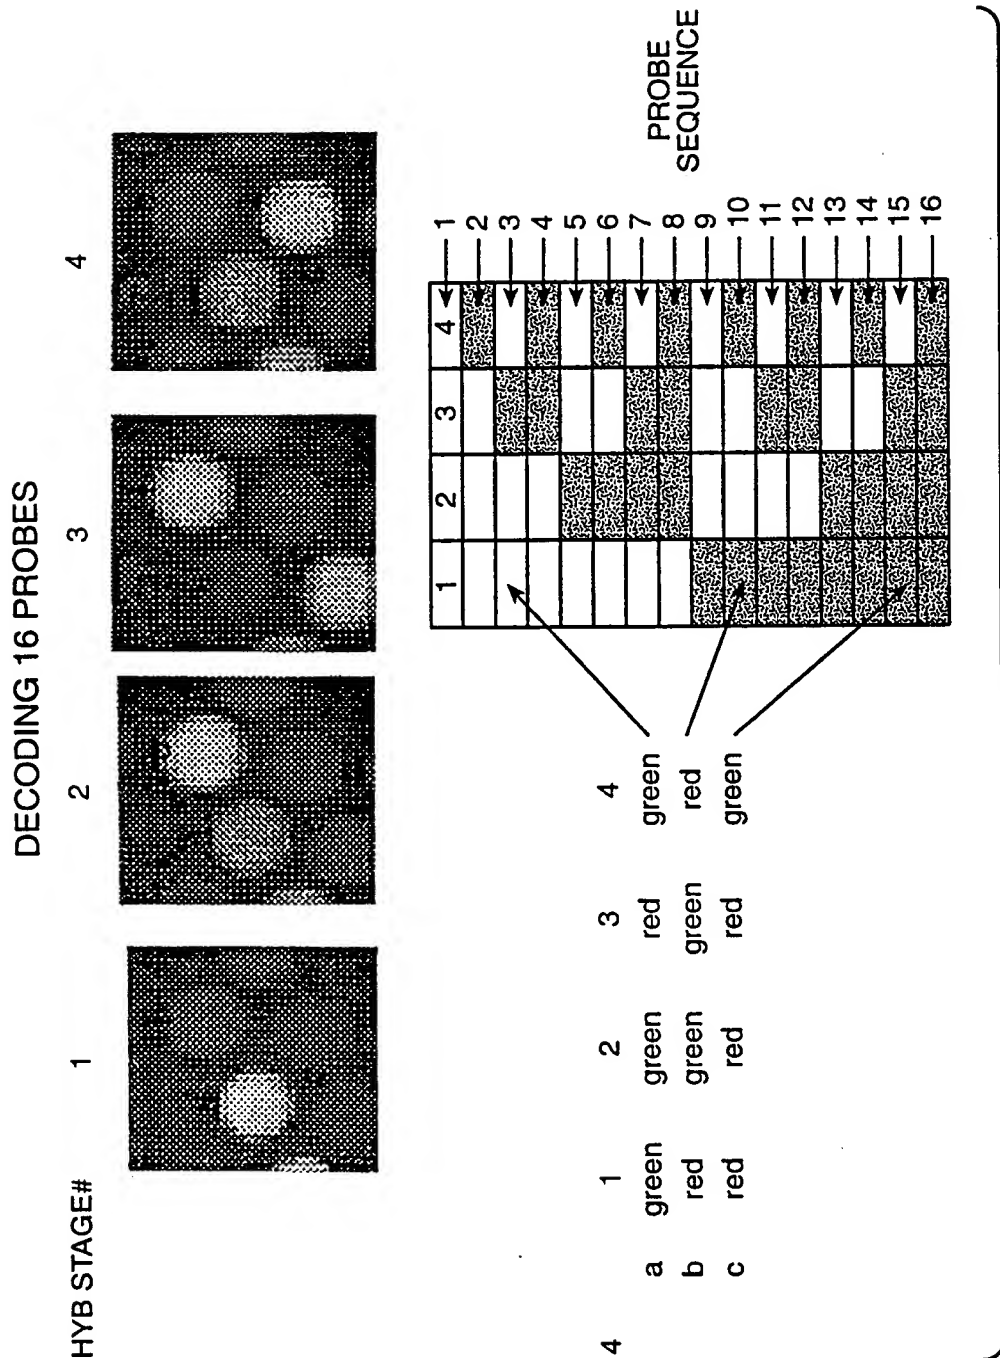 DECODING 16 PROBES
HYB STAGE# 1 2 3 4
4
1 2 3 4
a green green red green
b red green green red
c red red red green
1 2 3 4
1
2
3
4
5
6
7
8
9
10
11
12
13
14
15
16
PROBE
SEQUENCE